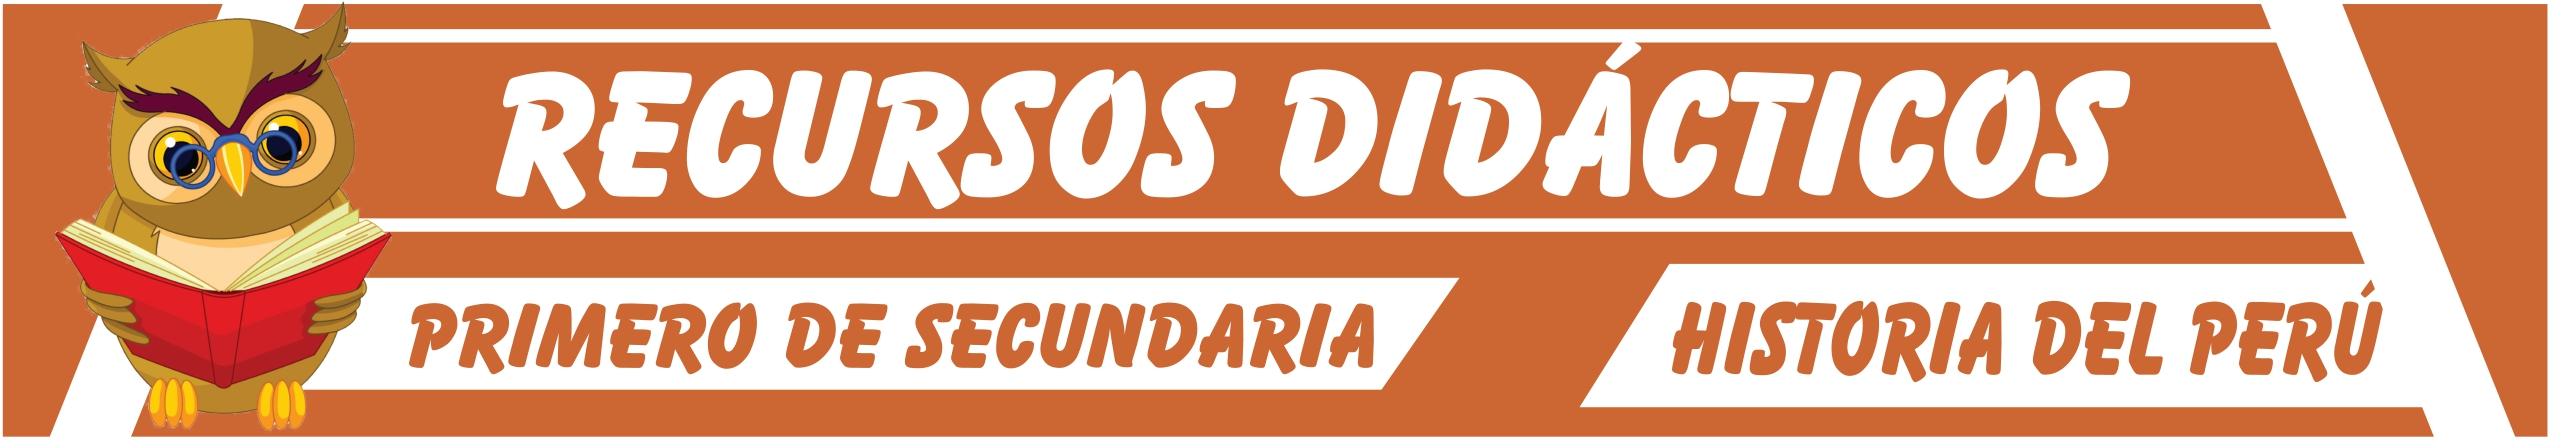 RECURSOS DIDÁCTICOS
PRIMERO DE SECUNDARIA
HISTORIA DEL PERÚ